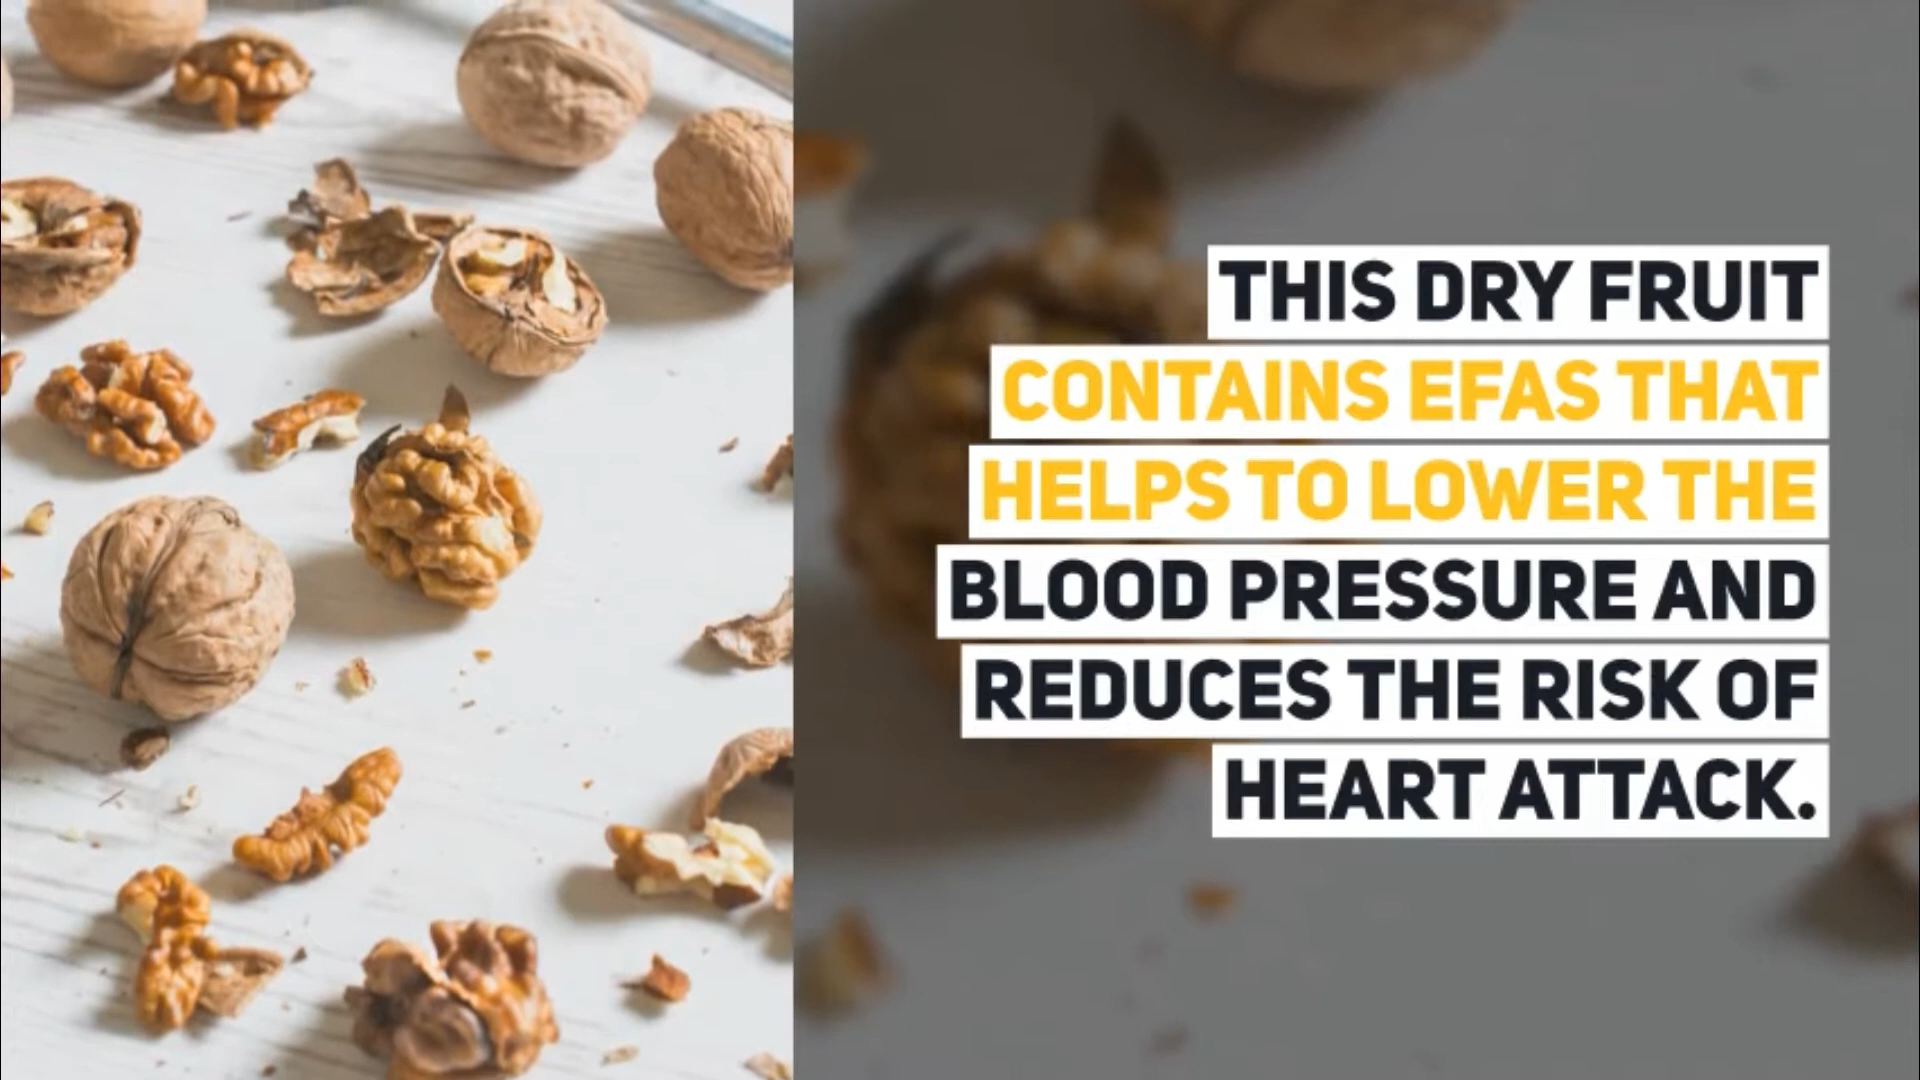 THIS DRY FRUIT
CONTAINS EFAS THAT
HELPS TO LOWER THE
BLOOD PRESSURE AND
REDUCES THE RISK OF
HEART ATTACK.